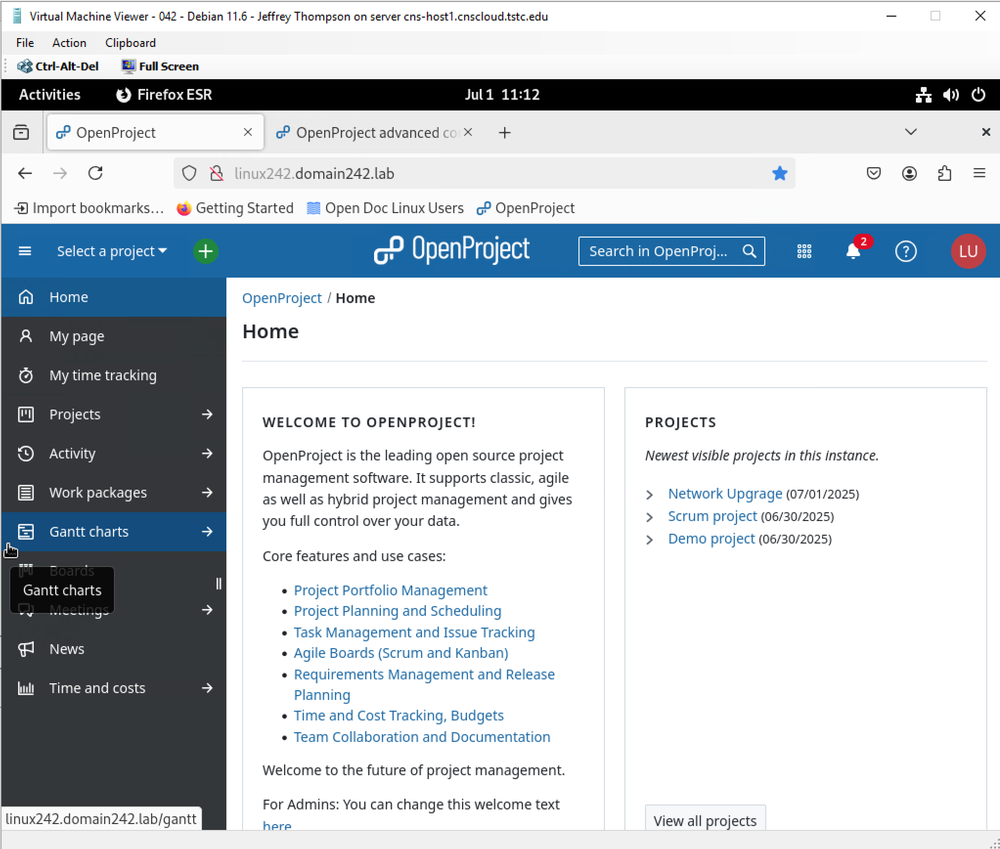 Virtual Machine Viewer - 042 - Debian 11.6 - Jeffrey Thompson on server cns-host1.cnscloud.tstc.edu
File Action Clipboard
Ctrl-Alt-Del Full Screen
Activities Firefox ESR Jul 1 11:12
OpenProject OpenProject advanced co
linux242.domain242.lab
Import bookmarks... Getting Started Open Doc Linux Users OpenProject
Select a project OpenProject Search in OpenProj... 2 LU
Home
My page
My time tracking
Projects
Activity
Work packages
Gantt charts
Boards
Gantt charts
Meetings
News
Time and costs
linux242.domain242.lab/gantt
OpenProject / Home
Home
WELCOME TO OPENPROJECT!
OpenProject is the leading open source project
management software. It supports classic, agile
as well as hybrid project management and gives
you full control over your data.
Core features and use cases:
• Project Portfolio Management
• Project Planning and Scheduling
• Task Management and Issue Tracking
• Agile Boards (Scrum and Kanban)
• Requirements Management and Release
Planning
• Time and Cost Tracking, Budgets
• Team Collaboration and Documentation
Welcome to the future of project management.
For Admins: You can change this welcome text
here
PROJECTS
Newest visible projects in this instance.
Network Upgrage (07/01/2025)
Scrum project (06/30/2025)
Demo project (06/30/2025)
View all projects